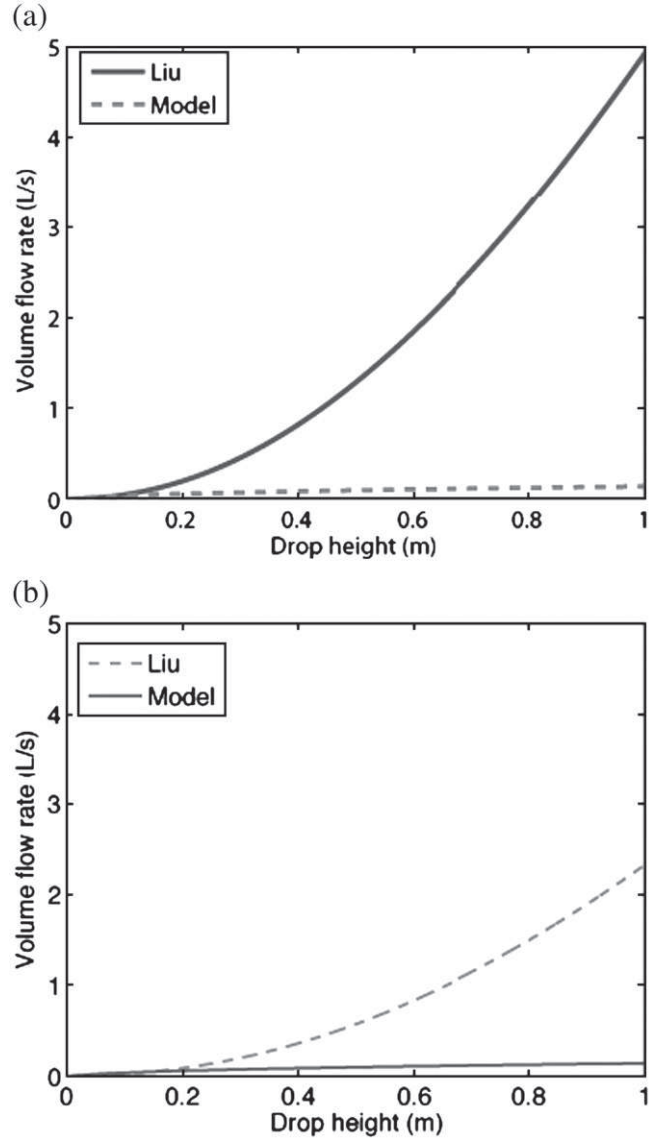 (a)
5
4
3
2
1
0
Volume flow rate (L/s)
Liu
Model
0 0.2 0.4 0.6 0.8 1
Drop height (m)
(b)
5
4
3
2
1
0
Volume flow rate (L/s)
Liu
Model
0 0.2 0.4 0.6 0.8 1
Drop height (m)